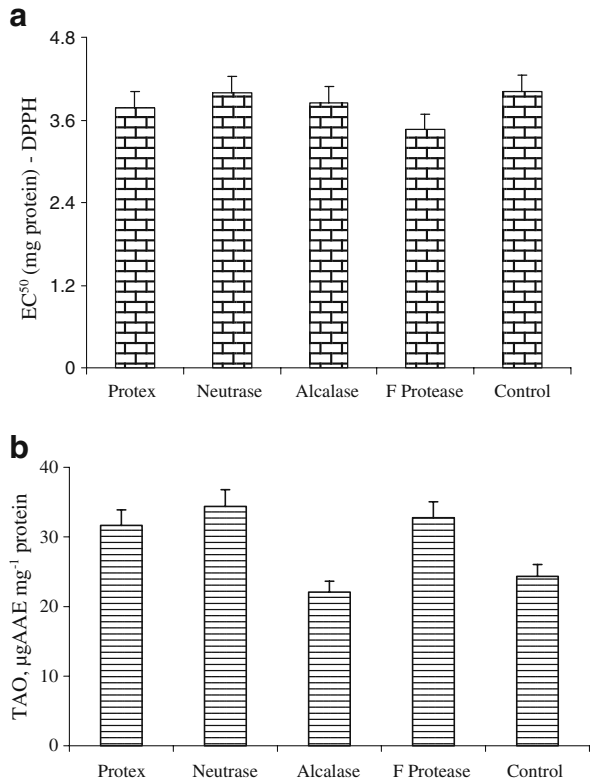 a
4.8
3.6
2.4
1.2
0
EC⁵⁰ (mg protein) - DPPH
Protex Neutrase Alcalase F Protease Control
b
40
30
20
10
0
TAO, µgAAE mg⁻¹ protein
Protex Neutrase Alcalase F Protease Control